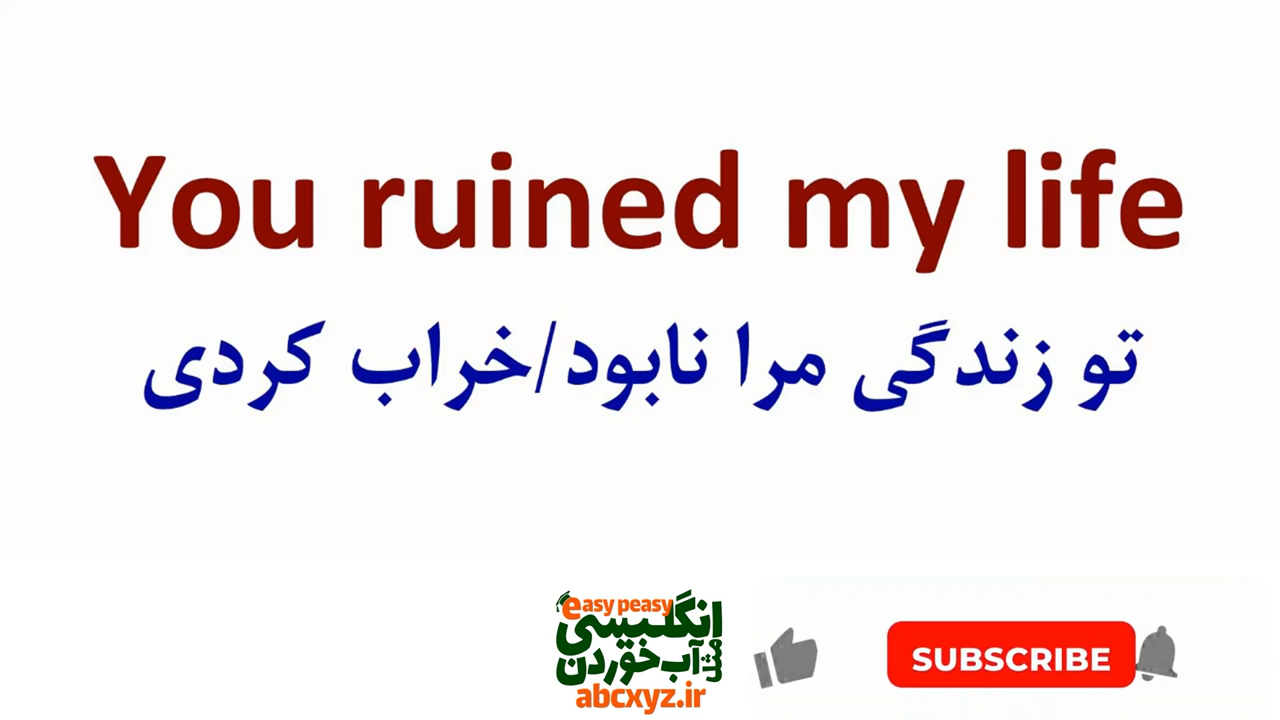 You ruined my life
تو زندگی مرا نابود/خراب کردی
easy peasy
انگلیسی
مثل آب خوردن
abcxyz.ir
SUBSCRIBE